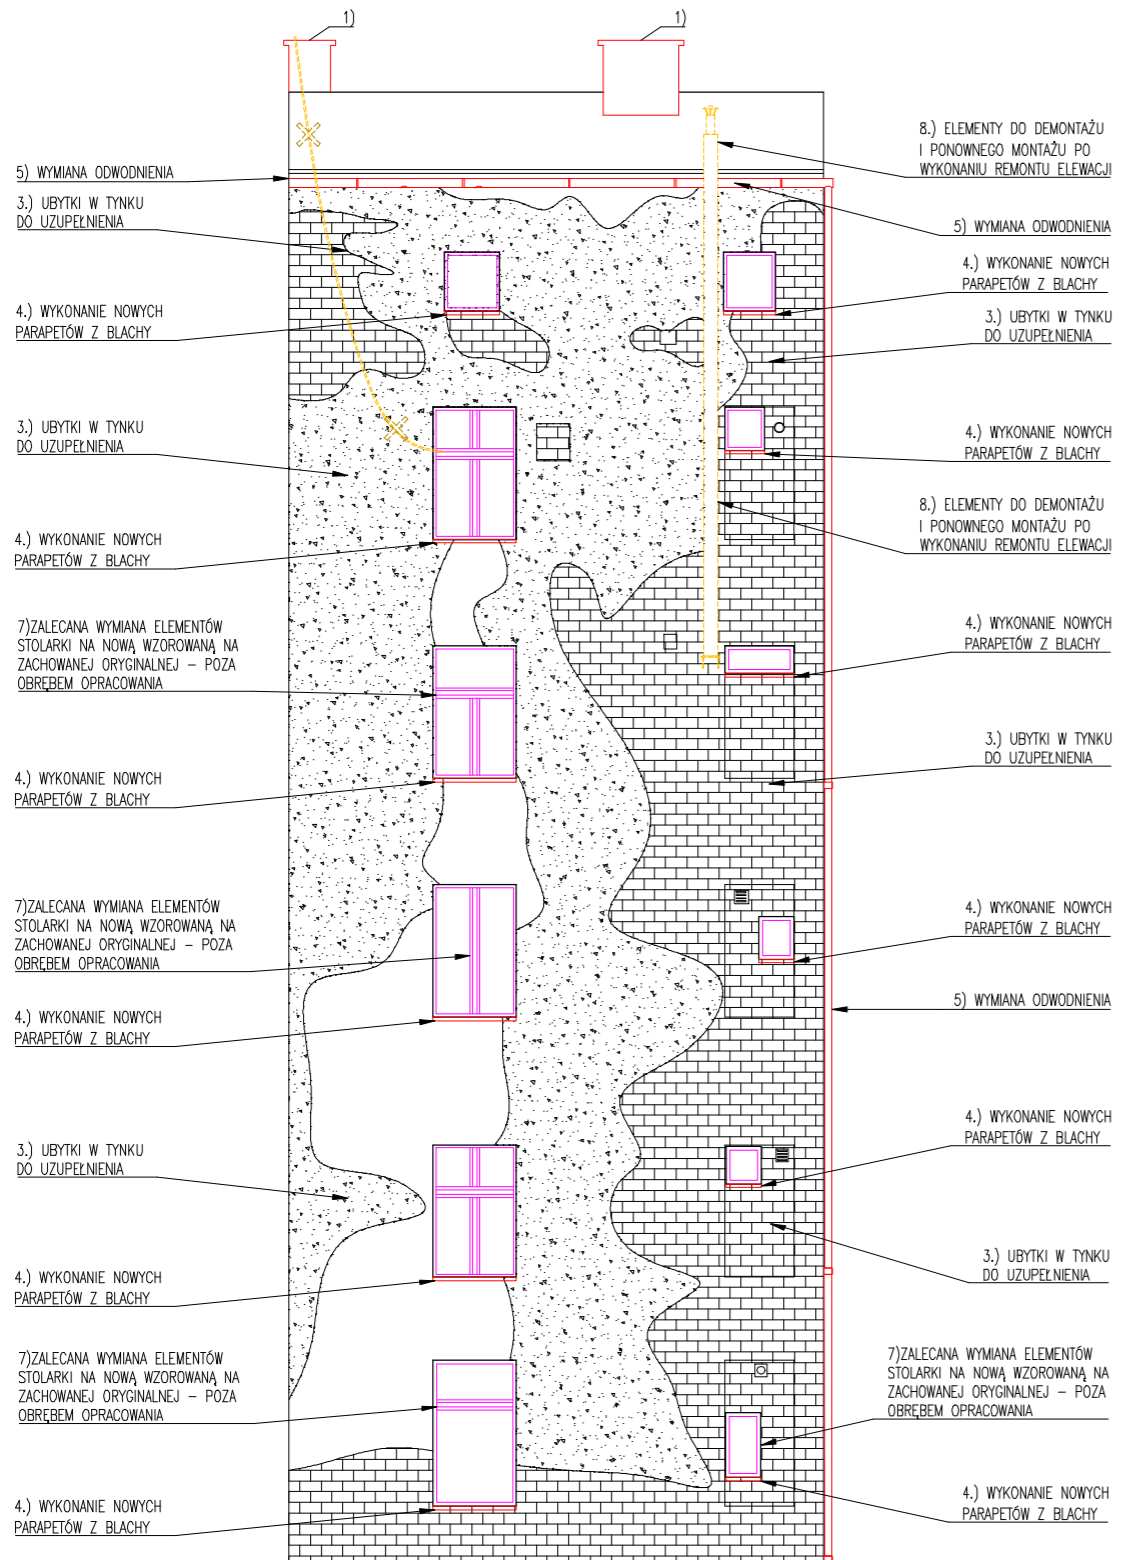 1)
1)
5) WYMIANA ODWODNIENIA
3.) UBYTKI W TYNKU
DO UZUPEŁNIENIA
4.) WYKONANIE NOWYCH
PARAPETÓW Z BLACHY
3.) UBYTKI W TYNKU
DO UZUPEŁNIENIA
4.) WYKONANIE NOWYCH
PARAPETÓW Z BLACHY
7)ZALECANA WYMIANA ELEMENTÓW
STOLARKI NA NOWĄ WZOROWANĄ NA
ZACHOWANEJ ORYGINALNEJ – POZA
OBRĘBEM OPRACOWANIA
4.) WYKONANIE NOWYCH
PARAPETÓW Z BLACHY
7)ZALECANA WYMIANA ELEMENTÓW
STOLARKI NA NOWĄ WZOROWANĄ NA
ZACHOWANEJ ORYGINALNEJ – POZA
OBRĘBEM OPRACOWANIA
4.) WYKONANIE NOWYCH
PARAPETÓW Z BLACHY
3.) UBYTKI W TYNKU
DO UZUPEŁNIENIA
4.) WYKONANIE NOWYCH
PARAPETÓW Z BLACHY
7)ZALECANA WYMIANA ELEMENTÓW
STOLARKI NA NOWĄ WZOROWANĄ NA
ZACHOWANEJ ORYGINALNEJ – POZA
OBRĘBEM OPRACOWANIA
4.) WYKONANIE NOWYCH
PARAPETÓW Z BLACHY
8.) ELEMENTY DO DEMONTAŻU
I PONOWNEGO MONTAŻU PO
WYKONANIU REMONTU ELEWACJI
5) WYMIANA ODWODNIENIA
4.) WYKONANIE NOWYCH
PARAPETÓW Z BLACHY
3.) UBYTKI W TYNKU
DO UZUPEŁNIENIA
4.) WYKONANIE NOWYCH
PARAPETÓW Z BLACHY
8.) ELEMENTY DO DEMONTAŻU
I PONOWNEGO MONTAŻU PO
WYKONANIU REMONTU ELEWACJI
4.) WYKONANIE NOWYCH
PARAPETÓW Z BLACHY
3.) UBYTKI W TYNKU
DO UZUPEŁNIENIA
4.) WYKONANIE NOWYCH
PARAPETÓW Z BLACHY
5) WYMIANA ODWODNIENIA
4.) WYKONANIE NOWYCH
PARAPETÓW Z BLACHY
3.) UBYTKI W TYNKU
DO UZUPEŁNIENIA
7)ZALECANA WYMIANA ELEMENTÓW
STOLARKI NA NOWĄ WZOROWANĄ NA
ZACHOWANEJ ORYGINALNEJ – POZA
OBRĘBEM OPRACOWANIA
4.) WYKONANIE NOWYCH
PARAPETÓW Z BLACHY